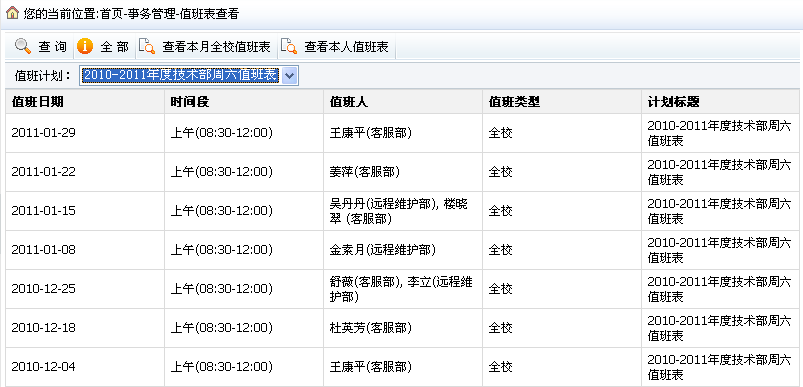 您的当前位置:首页-事务管理-值班表查看
查 询 全 部 查看本月全校值班表 查看本人值班表
值班计划： 2010-2011年度技术部周六值班表
值班日期 时间段 值班人 值班类型 计划标题
2011-01-29 上午(08:30-12:00) 王康平(客服部) 全校 2010-2011年度技术部周六
值班表
2011-01-22 上午(08:30-12:00) 姜萍(客服部) 全校 2010-2011年度技术部周六
值班表
2011-01-15 上午(08:30-12:00) 吴丹丹(远程维护部), 楼晓
翠 (客服部) 全校 2010-2011年度技术部周六
值班表
2011-01-08 上午(08:30-12:00) 金素月(远程维护部) 全校 2010-2011年度技术部周六
值班表
2010-12-25 上午(08:30-12:00) 舒薇(客服部), 李立(远程维
护部) 全校 2010-2011年度技术部周六
值班表
2010-12-18 上午(08:30-12:00) 杜英芳(客服部) 全校 2010-2011年度技术部周六
值班表
2010-12-04 上午(08:30-12:00) 王康平(客服部) 全校 2010-2011年度技术部周六
值班表